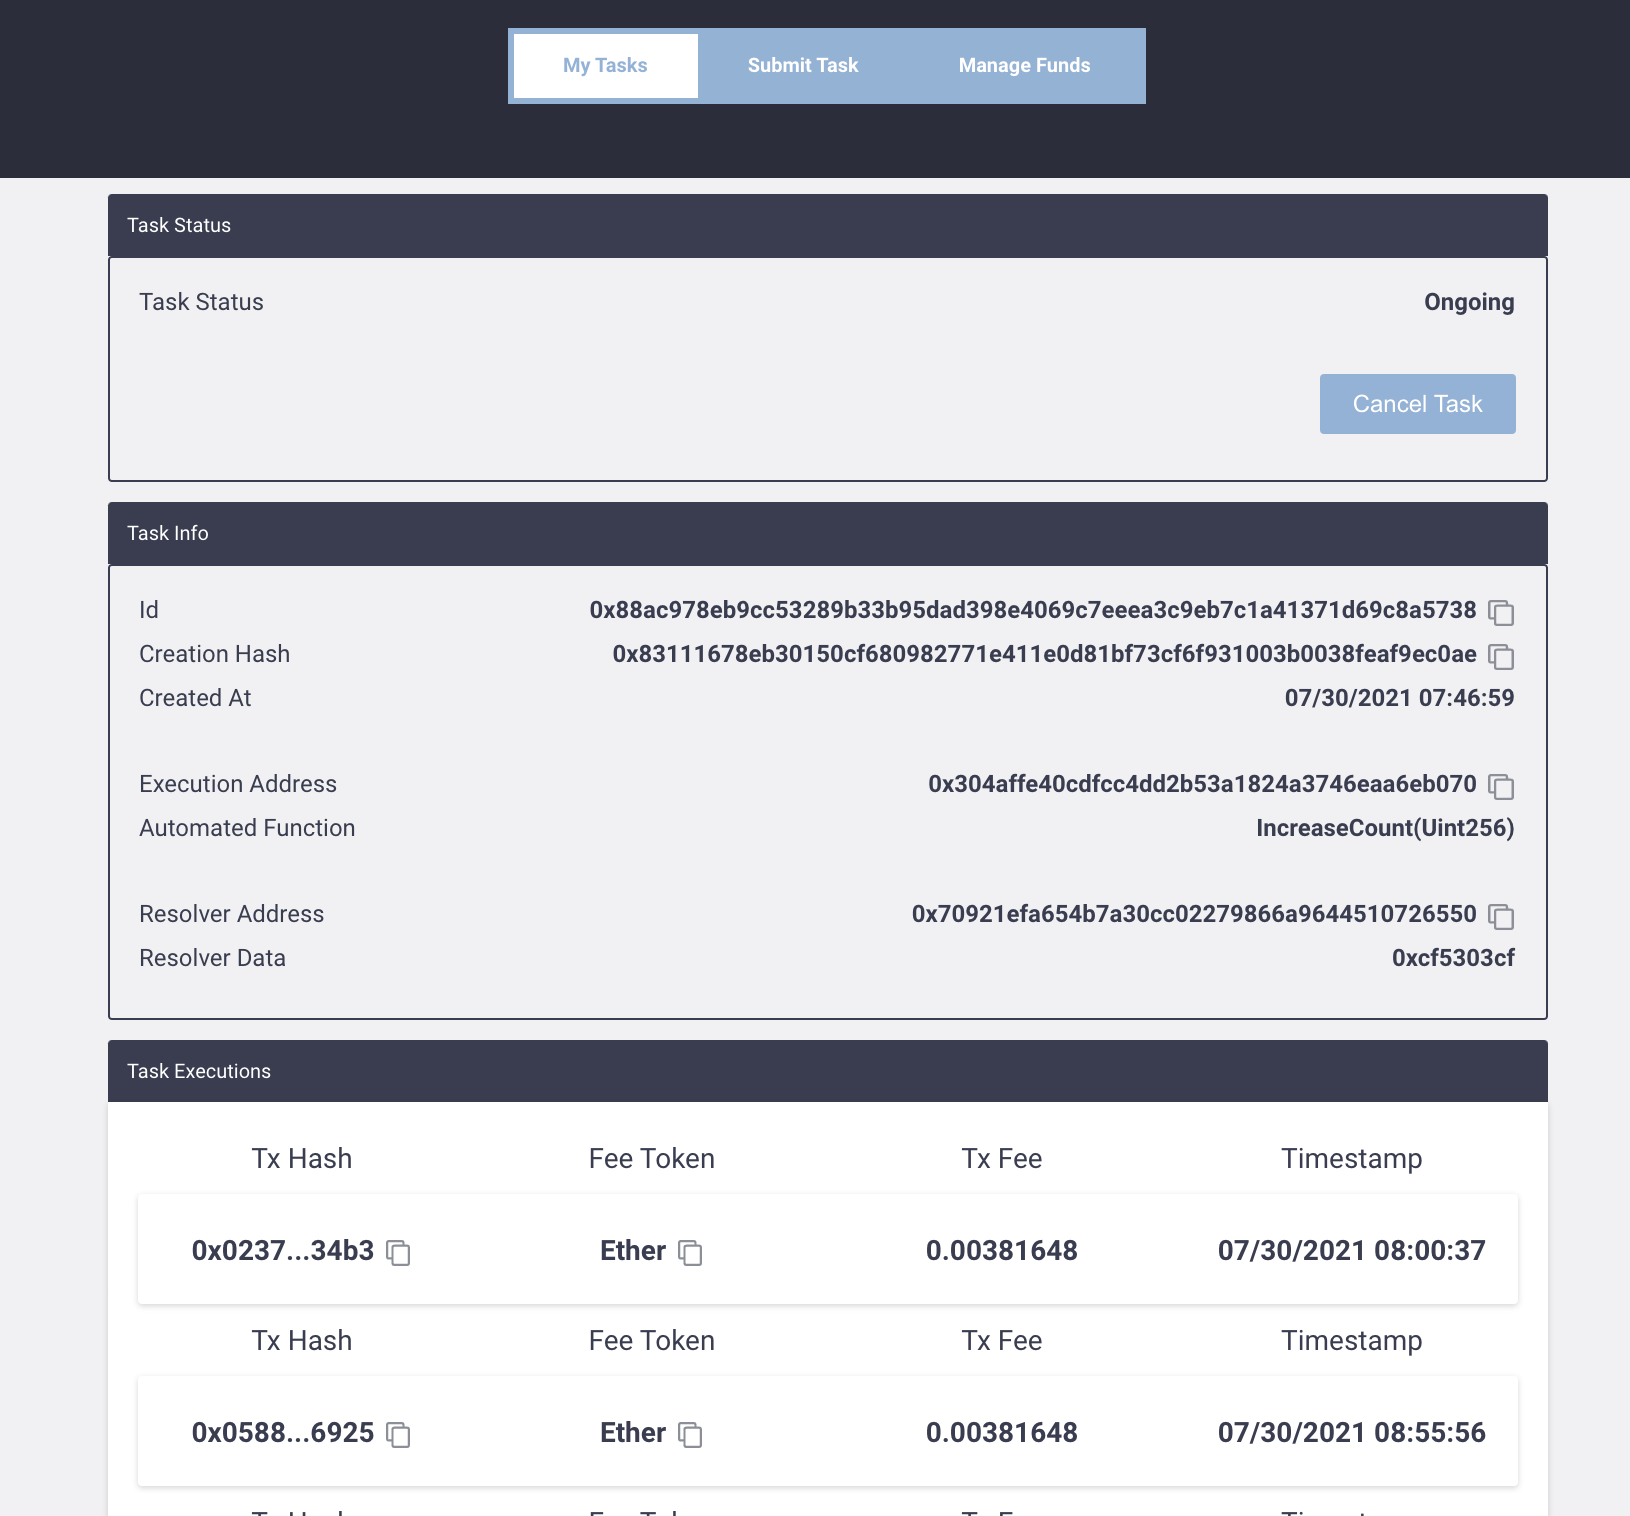 My Tasks Submit Task Manage Funds
Task Status
Task Status Ongoing
Cancel Task
Task Info
Id 0x88ac978eb9cc53289b33b95dad398e4069c7eeea3c9eb7c1a41371d69c8a5738
Creation Hash 0x83111678eb30150cf680982771e411e0d81bf73cf6f931003b0038feaf9ec0ae
Created At 07/30/2021 07:46:59
Execution Address 0x304affe40cdfcc4dd2b53a1824a3746eaa6eb070
Automated Function IncreaseCount(Uint256)
Resolver Address 0x70921efa654b7a30cc02279866a9644510726550
Resolver Data 0xcf5303cf
Task Executions
Tx Hash Fee Token Tx Fee Timestamp
0x0237...34b3 Ether 0.00381648 07/30/2021 08:00:37
Tx Hash Fee Token Tx Fee Timestamp
0x0588...6925 Ether 0.00381648 07/30/2021 08:55:56